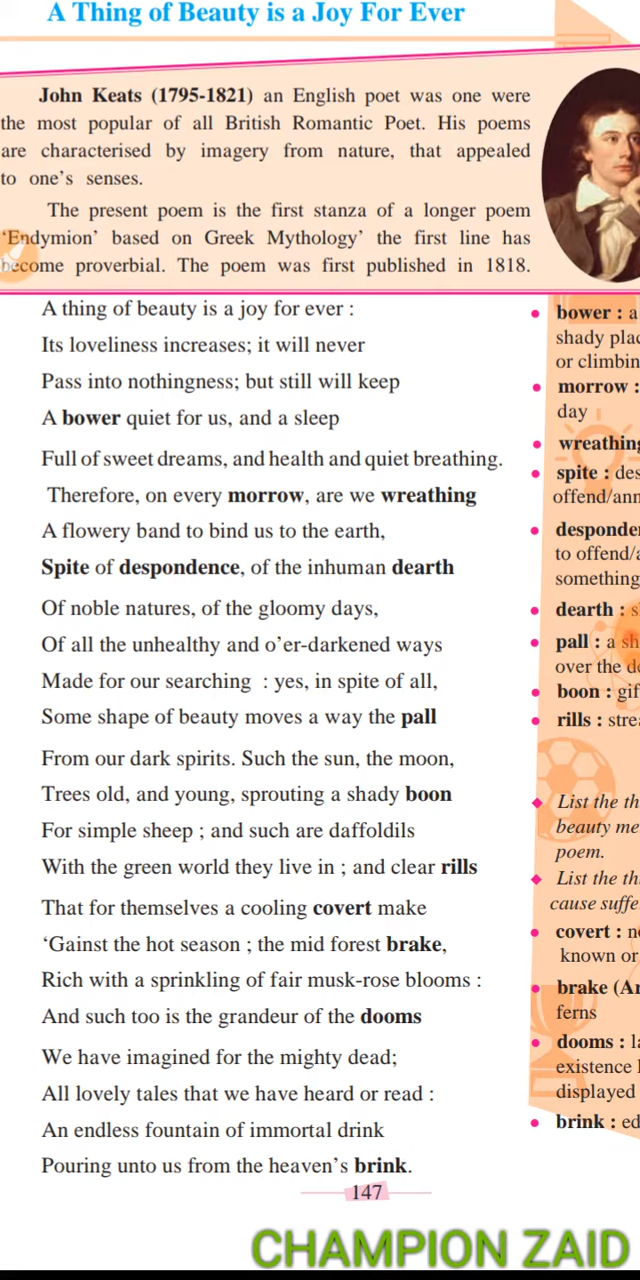 A Thing of Beauty is a Joy For Ever
John Keats (1795-1821) an English poet was one were
the most popular of all British Romantic Poet. His poems
are characterised by imagery from nature, that appealed
to one's senses.
The present poem is the first stanza of a longer poem
'Endymion' based on Greek Mythology' the first line has
become proverbial. The poem was first published in 1818.
A thing of beauty is a joy for ever :
Its loveliness increases; it will never
Pass into nothingness; but still will keep
A bower quiet for us, and a sleep
Full of sweet dreams, and health and quiet breathing.
Therefore, on every morrow, are we wreathing
A flowery band to bind us to the earth,
Spite of despondence, of the inhuman dearth
Of noble natures, of the gloomy days,
Of all the unhealthy and o'er-darkened ways
Made for our searching : yes, in spite of all,
Some shape of beauty moves a way the pall
From our dark spirits. Such the sun, the moon,
Trees old, and young, sprouting a shady boon
For simple sheep ; and such are daffoldils
With the green world they live in ; and clear rills
That for themselves a cooling covert make
'Gainst the hot season ; the mid forest brake,
Rich with a sprinkling of fair musk-rose blooms :
And such too is the grandeur of the dooms
We have imagined for the mighty dead;
All lovely tales that we have heard or read :
An endless fountain of immortal drink
Pouring unto us from the heaven's brink.
• bower : a
shady plac
or climbin
• morrow :
day
• wreathing
• spite : des
offend/ann
• desponde
to offend/a
something
• dearth : s
• pall : a sh
over the de
• boon : gif
• rills : strea
◆ List the th
beauty me
poem.
◆ List the th
cause suffe
• covert : n
known or
• brake (Ar
ferns
• dooms : la
existence
displayed
• brink : ed
147
CHAMPION ZAID